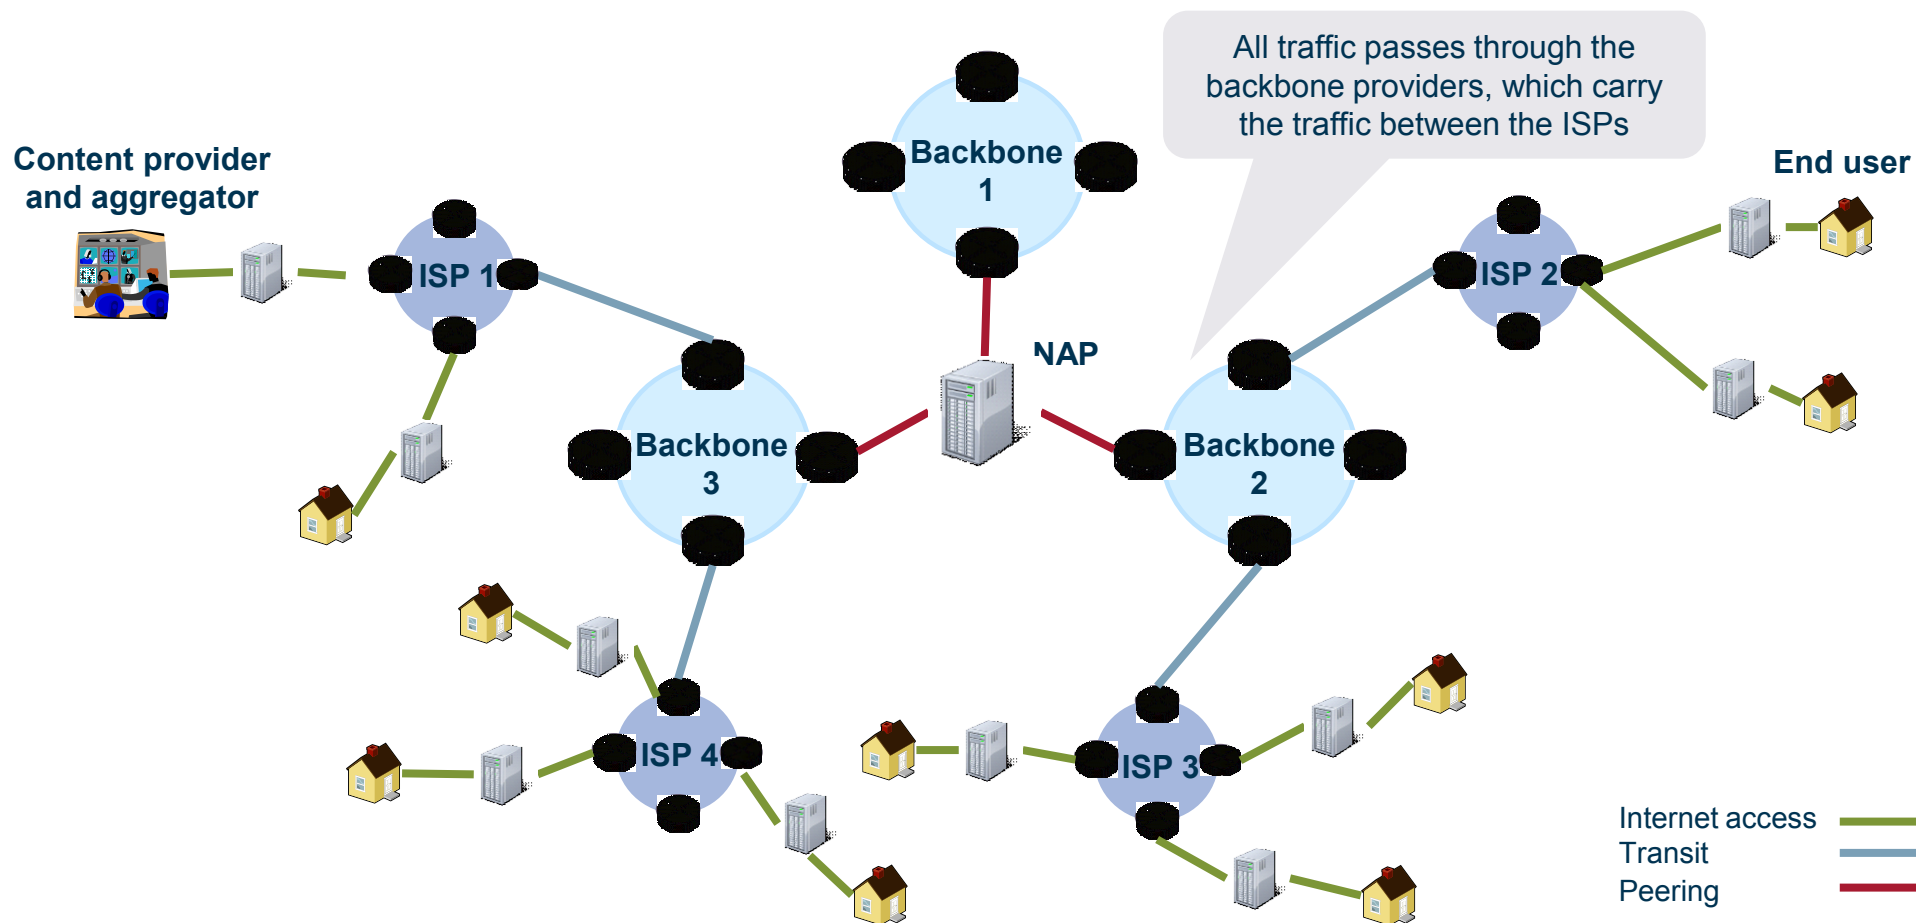 All traffic passes through the
backbone providers, which carry
the traffic between the ISPs
Content provider
and aggregator
End user
Backbone
1
ISP 1
ISP 2
NAP
Backbone
3
Backbone
2
ISP 4
ISP 3
Internet access
Transit
Peering